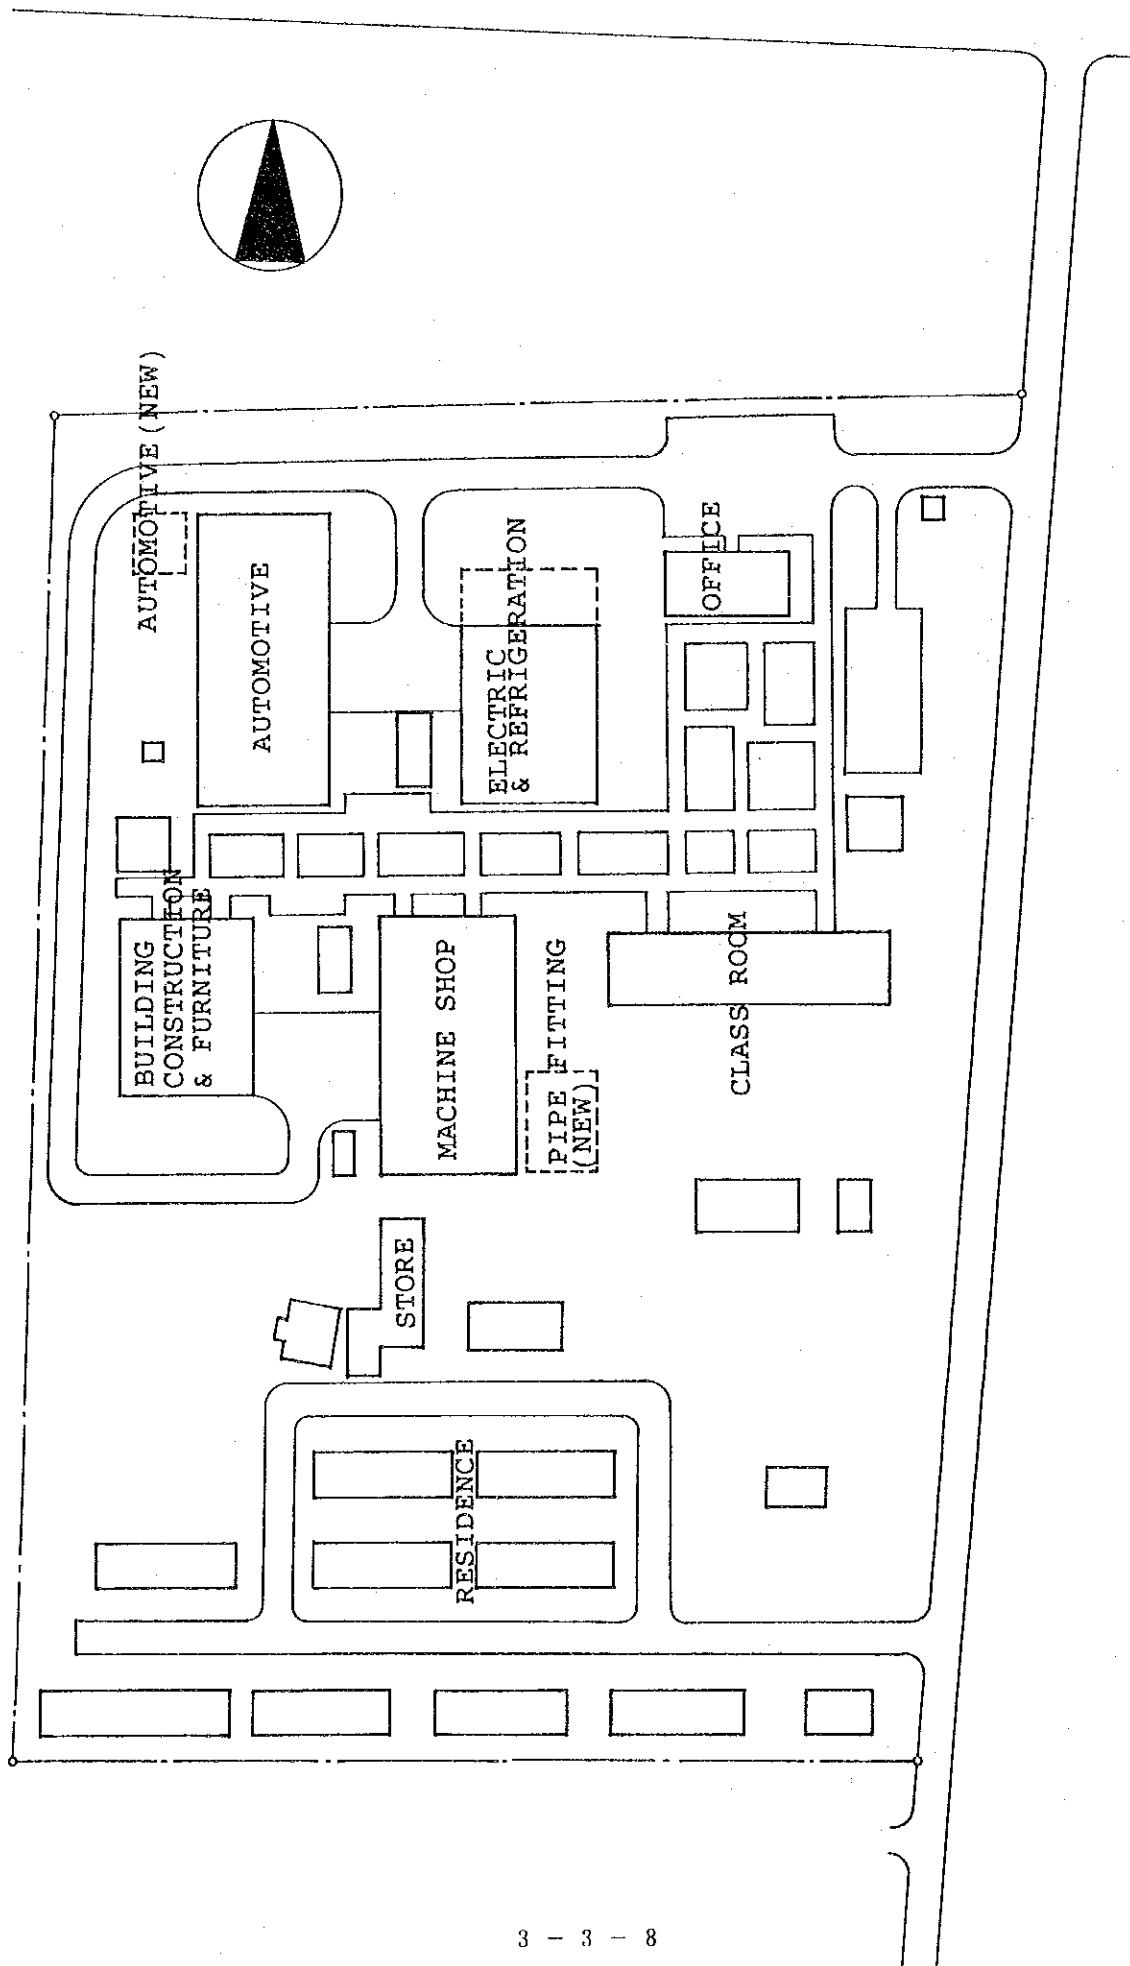 AUTOMOTIVE (NEW)
AUTOMOTIVE
ELECTRIC
& REFRIGERATION
OFFICE
BUILDING
CONSTRUCTION
& FURNITURE
MACHINE SHOP
PIPE FITTING
(NEW)
CLASS ROOM
STORE
RESIDENCE
3 - 3 - 8